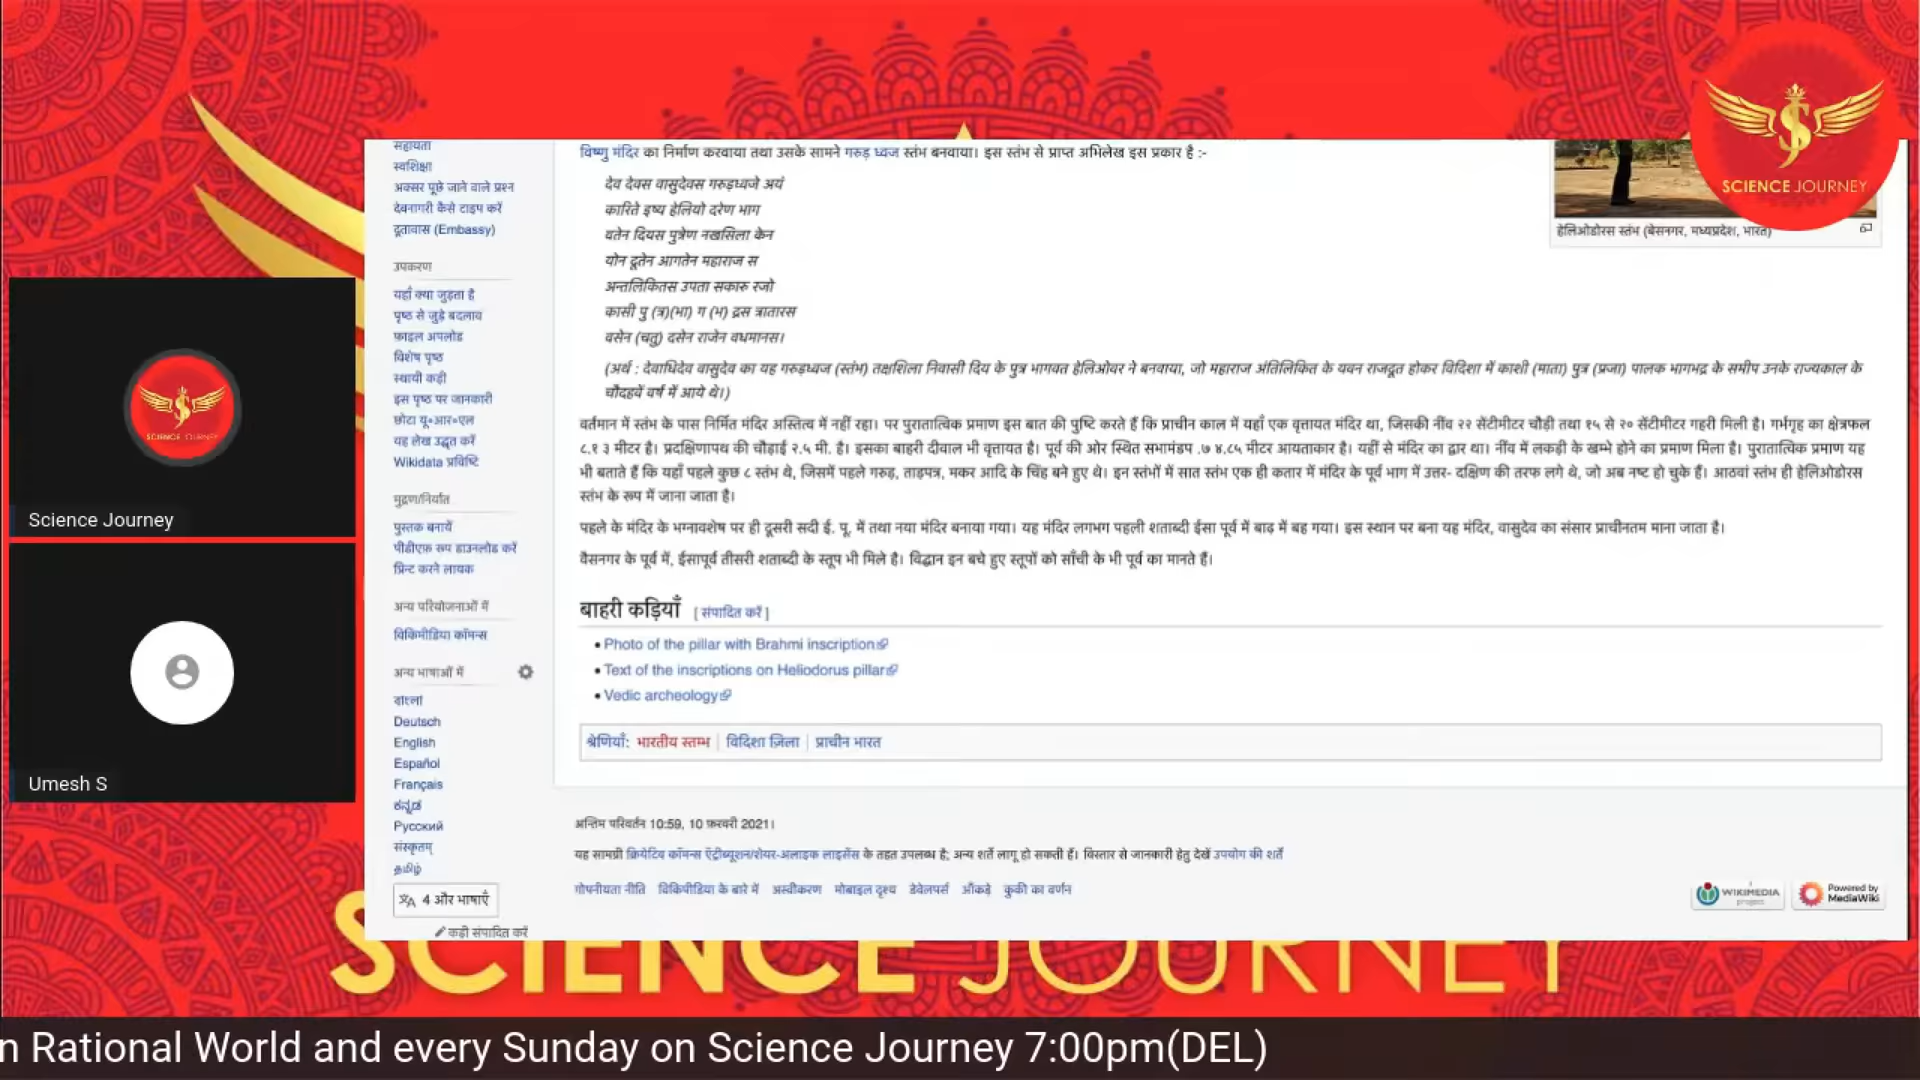 SCIENCE JOURNEY
सहायता
स्वशिक्षा
अक्सर पूछे जाने वाले प्रश्न
देवनागरी कैसे टाइप करें
दूतावास (Embassy)
उपकरण
यहाँ क्या जुड़ता है
पृष्ठ से जुड़े बदलाव
फ़ाइल अपलोड
विशेष पृष्ठ
स्थायी कड़ी
इस पृष्ठ पर जानकारी
छोटा यू॰आर॰एल
यह लेख उद्धृत करें
Wikidata प्रविष्टि
मुद्रण/निर्यात
पुस्तक बनायें
पीडीएफ़ रूप डाउनलोड करें
प्रिन्ट करने लायक
अन्य परियोजनाओं में
विकिमीडिया कॉमन्स
अन्य भाषाओं में
বাংলা
Deutsch
English
Español
Français
ಕನ್ನಡ
Русский
संस्कृतम्
தமிழ்
4 और भाषाएँ
कड़ी संपादित करें
विष्णु मंदिर का निर्माण करवाया तथा उसके सामने गरुड़ ध्वज स्तंभ बनवाया। इस स्तंभ से प्राप्त अभिलेख इस प्रकार है :-
देव देवस वासुदेवस गरुड़ध्वजे अयं
कारिते इष्य हेलियो दरेण भाग
वतेन दियस पुत्रेण नखसिला केन
योन दूतेन आगतेन महाराज स
अन्तलिकितस उपता सकारु रजो
कासी पु (त्र)(भा) ग (भ) द्रस त्रातारस
वसेन (चतु) दसेन राजेन वधमानस।
(अर्थ : देवाधिदेव वासुदेव का यह गरुड़ध्वज (स्तंभ) तक्षशिला निवासी दिय के पुत्र भागवत हेलिओवर ने बनवाया, जो महाराज अंतिलिकित के यवन राजदूत होकर विदिशा में काशी (माता) पुत्र (प्रजा) पालक भागभद्र के समीप उनके राज्यकाल के
चौदहवें वर्ष में आये थे।)
वर्तमान में स्तंभ के पास निर्मित मंदिर अस्तित्व में नहीं रहा। पर पुरातात्विक प्रमाण इस बात की पुष्टि करते हैं कि प्राचीन काल में यहाँ एक वृत्तायत मंदिर था, जिसकी नींव २२ सेंटीमीटर चौड़ी तथा १५ से २० सेंटीमीटर गहरी मिली है। गर्भगृह का क्षेत्रफल
८.१ ३ मीटर है। प्रदक्षिणापथ की चौड़ाई २.५ मी. है। इसका बाहरी दीवाल भी वृत्तायत है। पूर्व की ओर स्थित सभामंडप .७ ४.८५ मीटर आयताकार है। यहीं से मंदिर का द्वार था। नींव में लकड़ी के खम्भे होने का प्रमाण मिला है। पुरातात्विक प्रमाण यह
भी बताते हैं कि यहाँ पहले कुछ ८ स्तंभ थे, जिसमें पहले गरुड़, ताड़पत्र, मकर आदि के चिंह बने हुए थे। इन स्तंभों में सात स्तंभ एक ही कतार में मंदिर के पूर्व भाग में उत्तर- दक्षिण की तरफ लगे थे, जो अब नष्ट हो चुके हैं। आठवां स्तंभ ही हेलिओडोरस
स्तंभ के रूप में जाना जाता है।
पहले के मंदिर के भग्नावशेष पर ही दूसरी सदी ई. पू. में तथा नया मंदिर बनाया गया। यह मंदिर लगभग पहली शताब्दी ईसा पूर्व में बाढ़ में बह गया। इस स्थान पर बना यह मंदिर, वासुदेव का संसार प्राचीनतम माना जाता है।
वैसनगर के पूर्व में, ईसापूर्व तीसरी शताब्दी के स्तूप भी मिले है। विद्वान इन बचे हुए स्तूपों को साँची के भी पूर्व का मानते हैं।
बाहरी कड़ियाँ [ संपादित करें ]
Photo of the pillar with Brahmi inscription
Text of the inscriptions on Heliodorus pillar
Vedic archeology
श्रेणियाँ: भारतीय स्तम्भ | विदिशा ज़िला | प्राचीन भारत
अन्तिम परिवर्तन 10:59, 10 फ़रवरी 2021।
यह सामग्री क्रियेटिव कॉमन्स ऍट्रीब्यूशन/शेयर-अलाइक लाइसेंस के तहत उपलब्ध है; अन्य शर्तें लागू हो सकती हैं। विस्तार से जानकारी हेतु देखें उपयोग की शर्तें
गोपनीयता नीति विकिपीडिया के बारे में अस्वीकरण मोबाइल दृश्य डेवेलपर्स आँकड़े कुकी का वर्णन
WIKIMEDIA
project
Powered by
MediaWiki
हेलिओडोरस स्तंभ (बेसनगर, मध्यप्रदेश, भारत)
SCIENCE JOURNEY
Science Journey
Umesh S
SCIENCE JOURNEY
n Rational World and every Sunday on Science Journey 7:00pm(DEL)